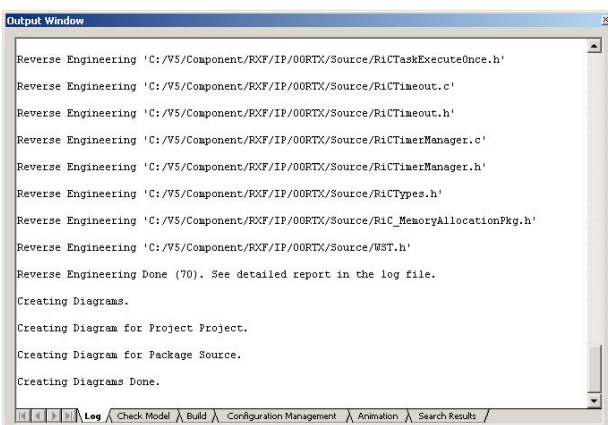 Output Window
Reverse Engineering 'C:/V5/Component/RXF/IP/OORTX/Source/RiCTaskExecuteOnce.h'
Reverse Engineering 'C:/V5/Component/RXF/IP/OORTX/Source/RiCTimeout.c'
Reverse Engineering 'C:/V5/Component/RXF/IP/OORTX/Source/RiCTimeout.h'
Reverse Engineering 'C:/V5/Component/RXF/IP/OORTX/Source/RiCTimerManager.c'
Reverse Engineering 'C:/V5/Component/RXF/IP/OORTX/Source/RiCTimerManager.h'
Reverse Engineering 'C:/V5/Component/RXF/IP/OORTX/Source/RiCTypes.h'
Reverse Engineering 'C:/V5/Component/RXF/IP/OORTX/Source/RiC_MemoryAllocationPkg.h'
Reverse Engineering 'C:/V5/Component/RXF/IP/OORTX/Source/WST.h'
Reverse Engineering Done (70). See detailed report in the log file.
Creating Diagrams.
Creating Diagram for Project Project.
Creating Diagram for Package Source.
Creating Diagrams Done.
Log Check Model Build Configuration Management Animation Search Results